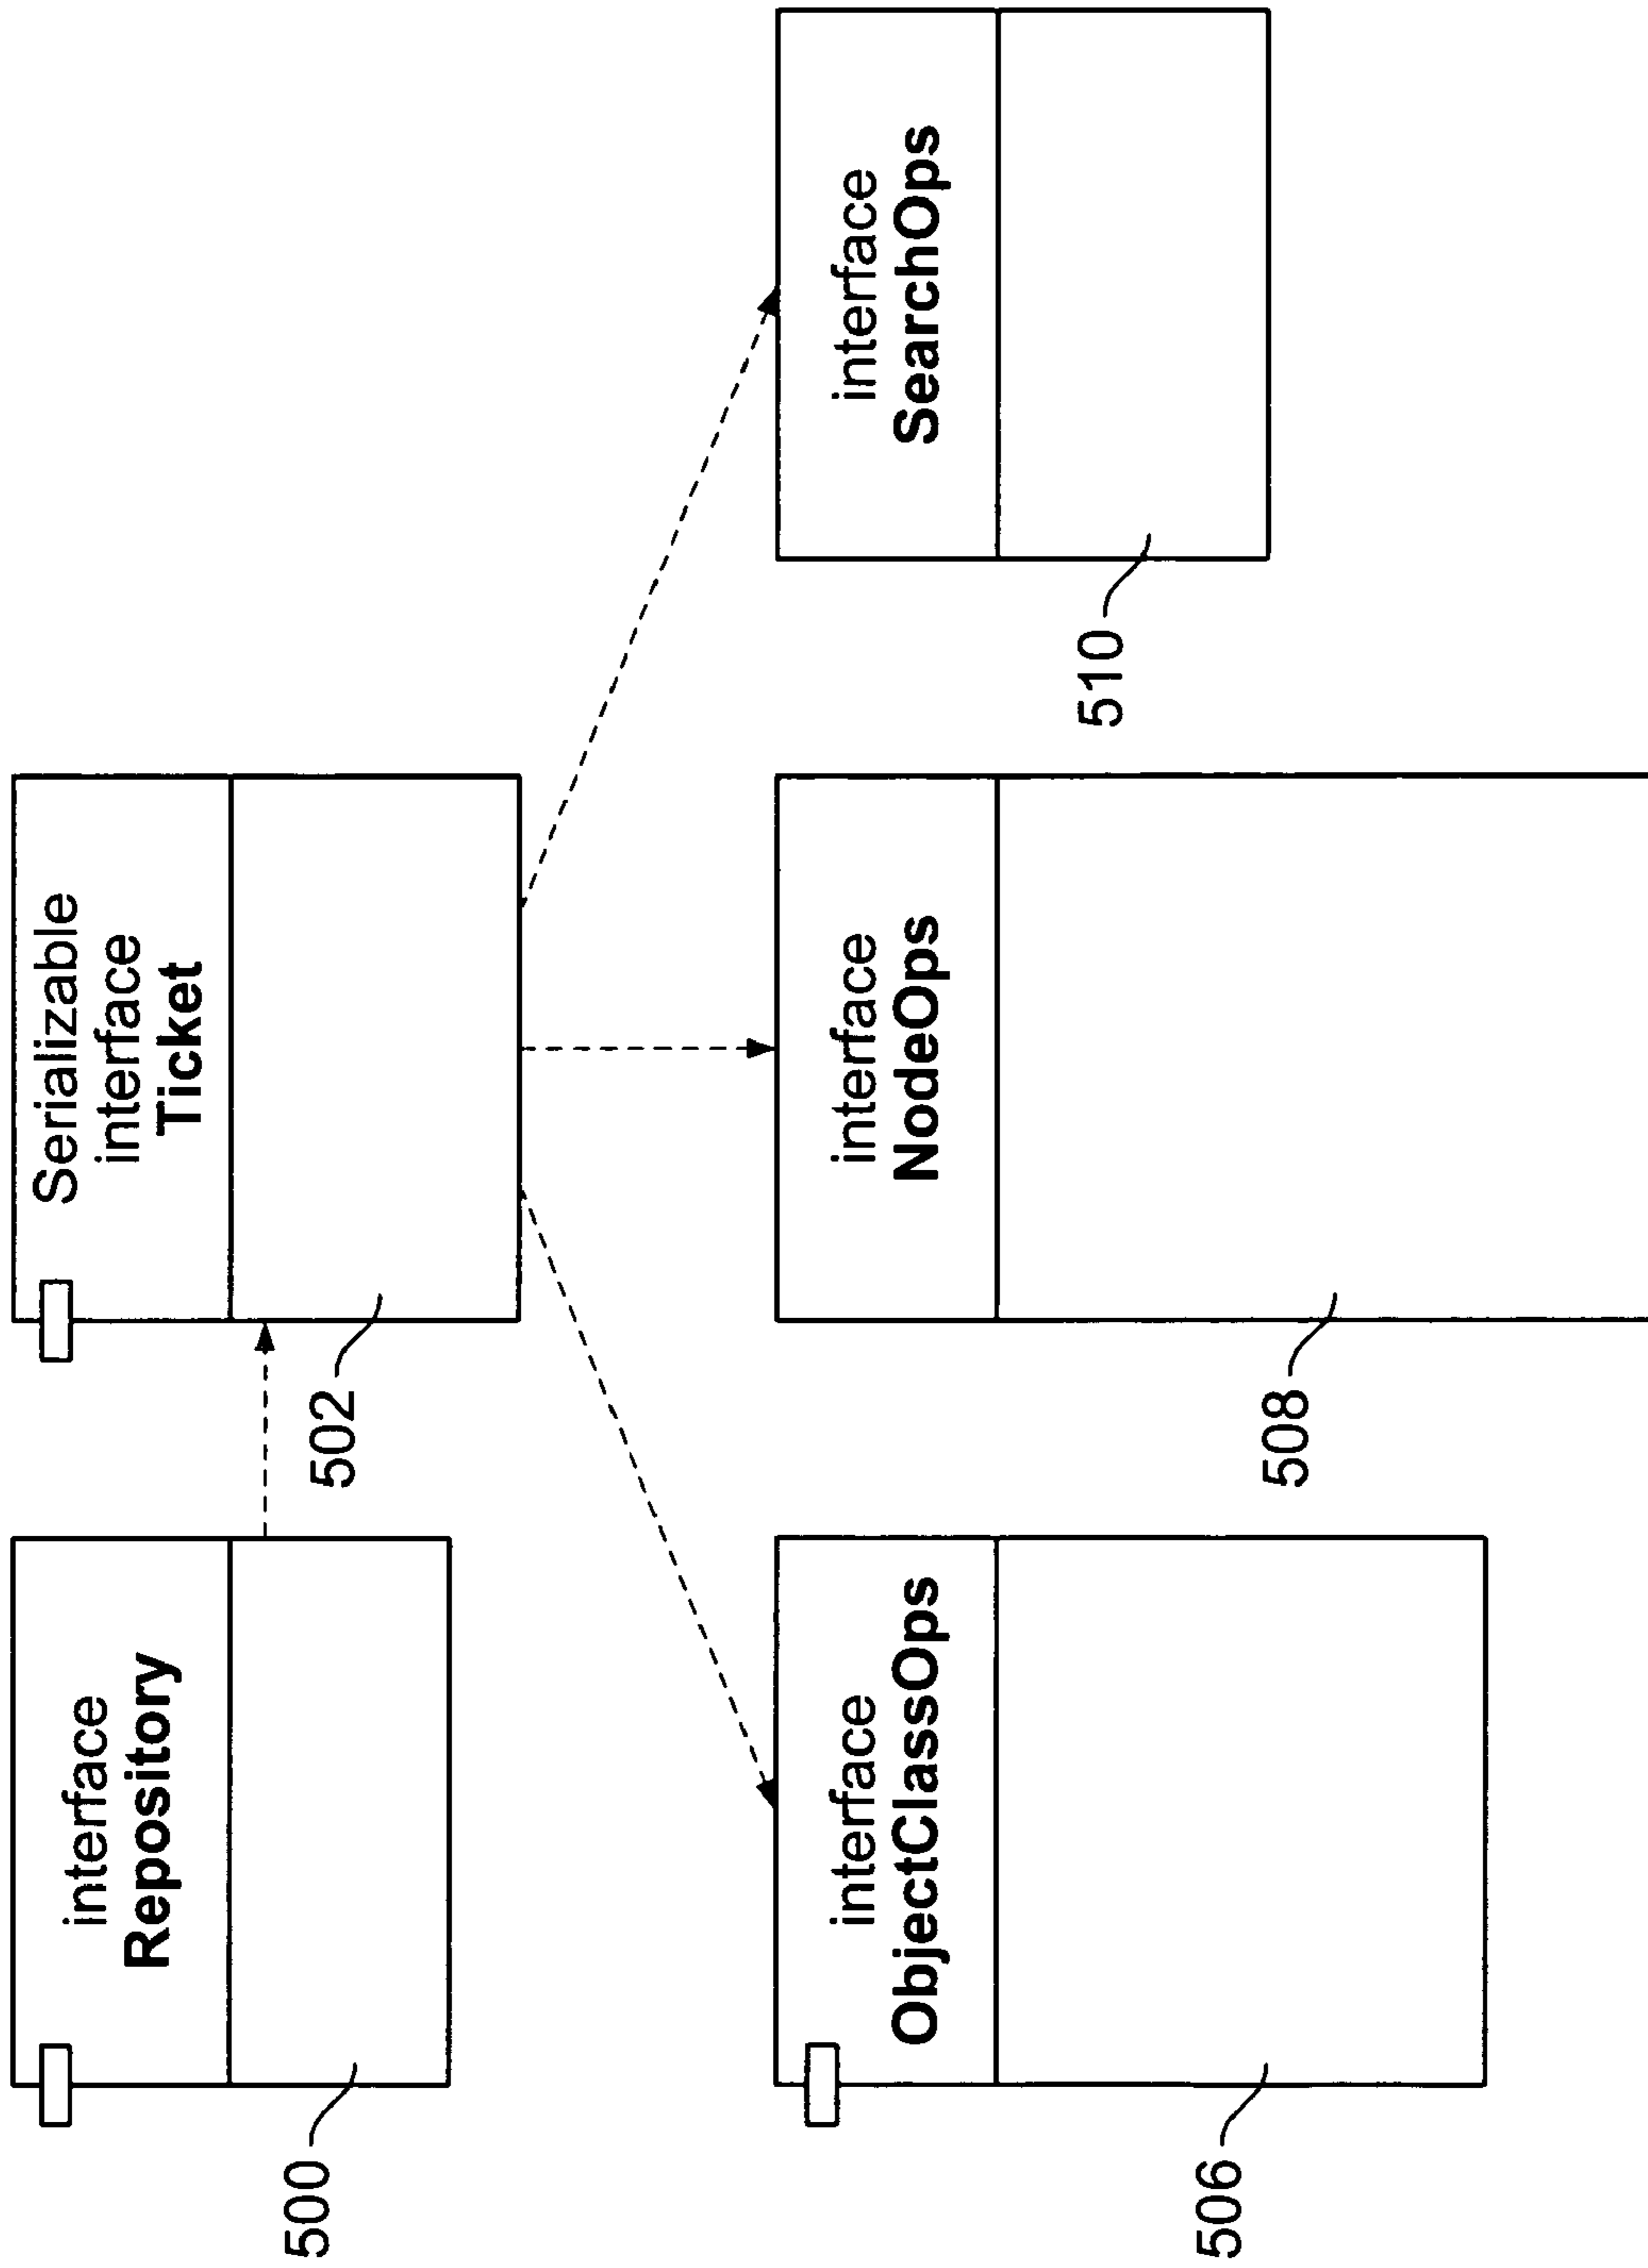 interface
Repository
500
Serializable
interface
Ticket
502
interface
ObjectClassOps
506
interface
NodeOps
508
interface
SearchOps
510